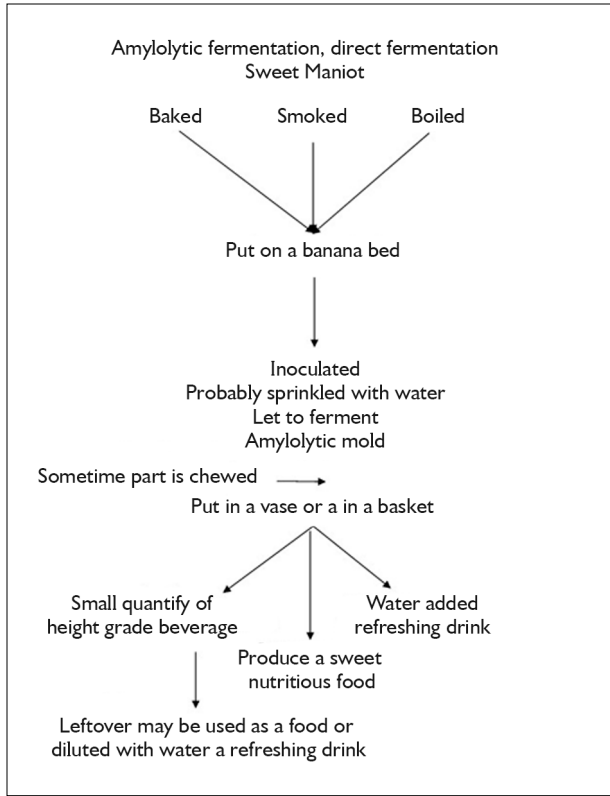 Amylolytic fermentation, direct fermentation
Sweet Maniot
Baked Smoked Boiled
Put on a banana bed
Inoculated
Probably sprinkled with water
Let to ferment
Amylolytic mold
Sometime part is chewed
Put in a vase or a in a basket
Small quantify of
height grade beverage
Water added
refreshing drink
Produce a sweet
nutritious food
Leftover may be used as a food or
diluted with water a refreshing drink